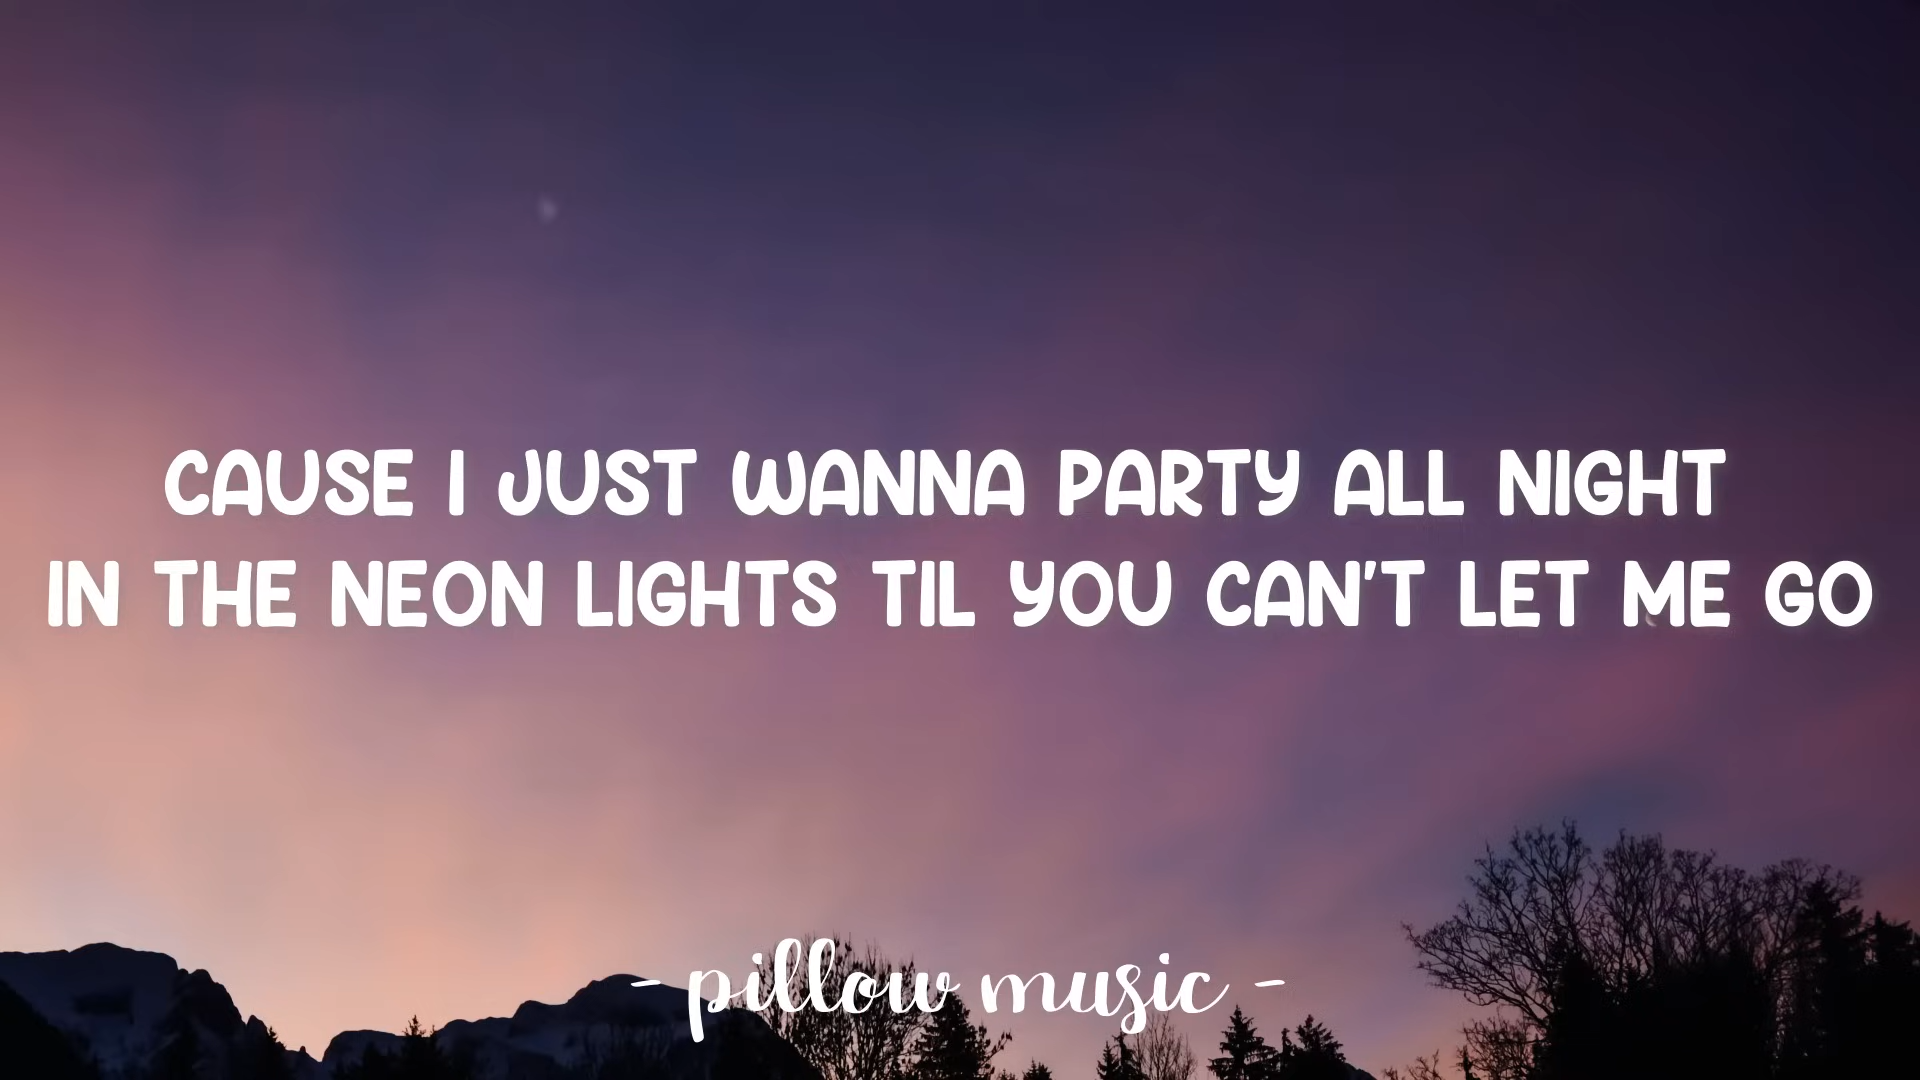 CAUSE I JUST WANNA PARTY ALL NIGHT
IN THE NEON LIGHTS TIL YOU CAN'T LET ME GO
- pillow music -